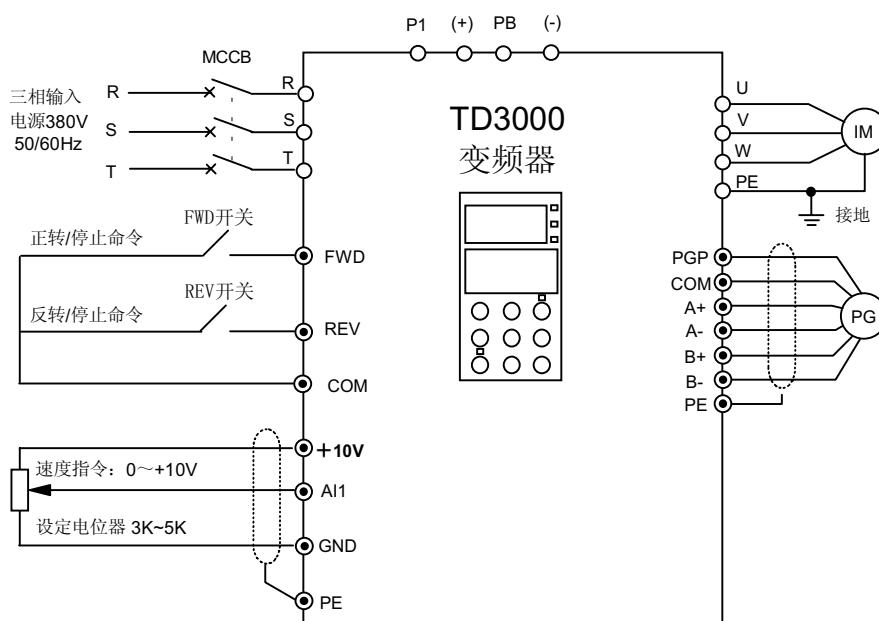 P1 (+) PB (-)
MCCB
三相输入
电源380V
50/60Hz
R
S
T
R
S
T
TD3000
变频器
U
V
W
PE
IM
接地
FWD开关
正转/停止命令
FWD
REV开关
反转/停止命令
REV
COM
PGP
COM
A+
A-
B+
B-
PE
PG
+10V
速度指令：0～+10V
AI1
设定电位器 3K~5K
GND
PE